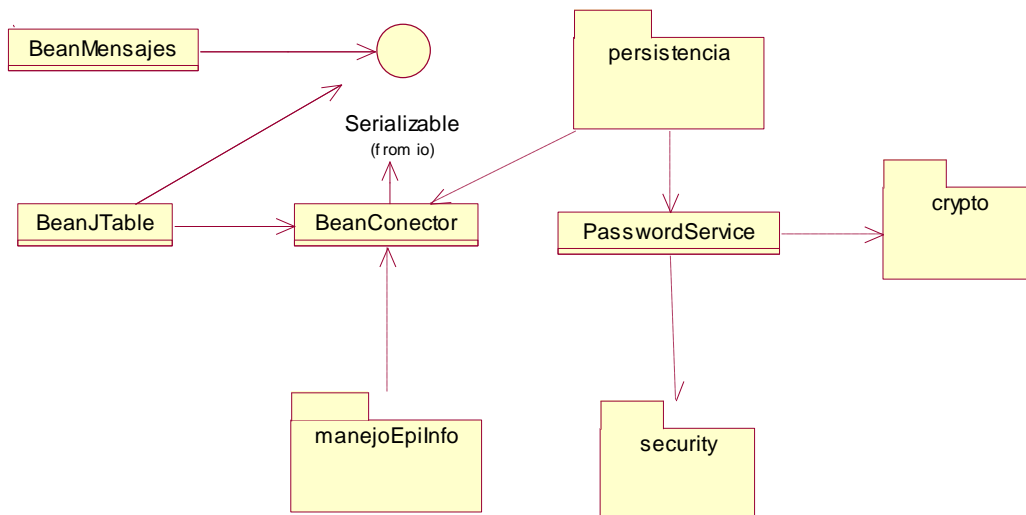 BeanMensajes
persistencia
Serializable
(from io)
BeanJTable
BeanConector
PasswordService
crypto
manejoEpiInfo
security